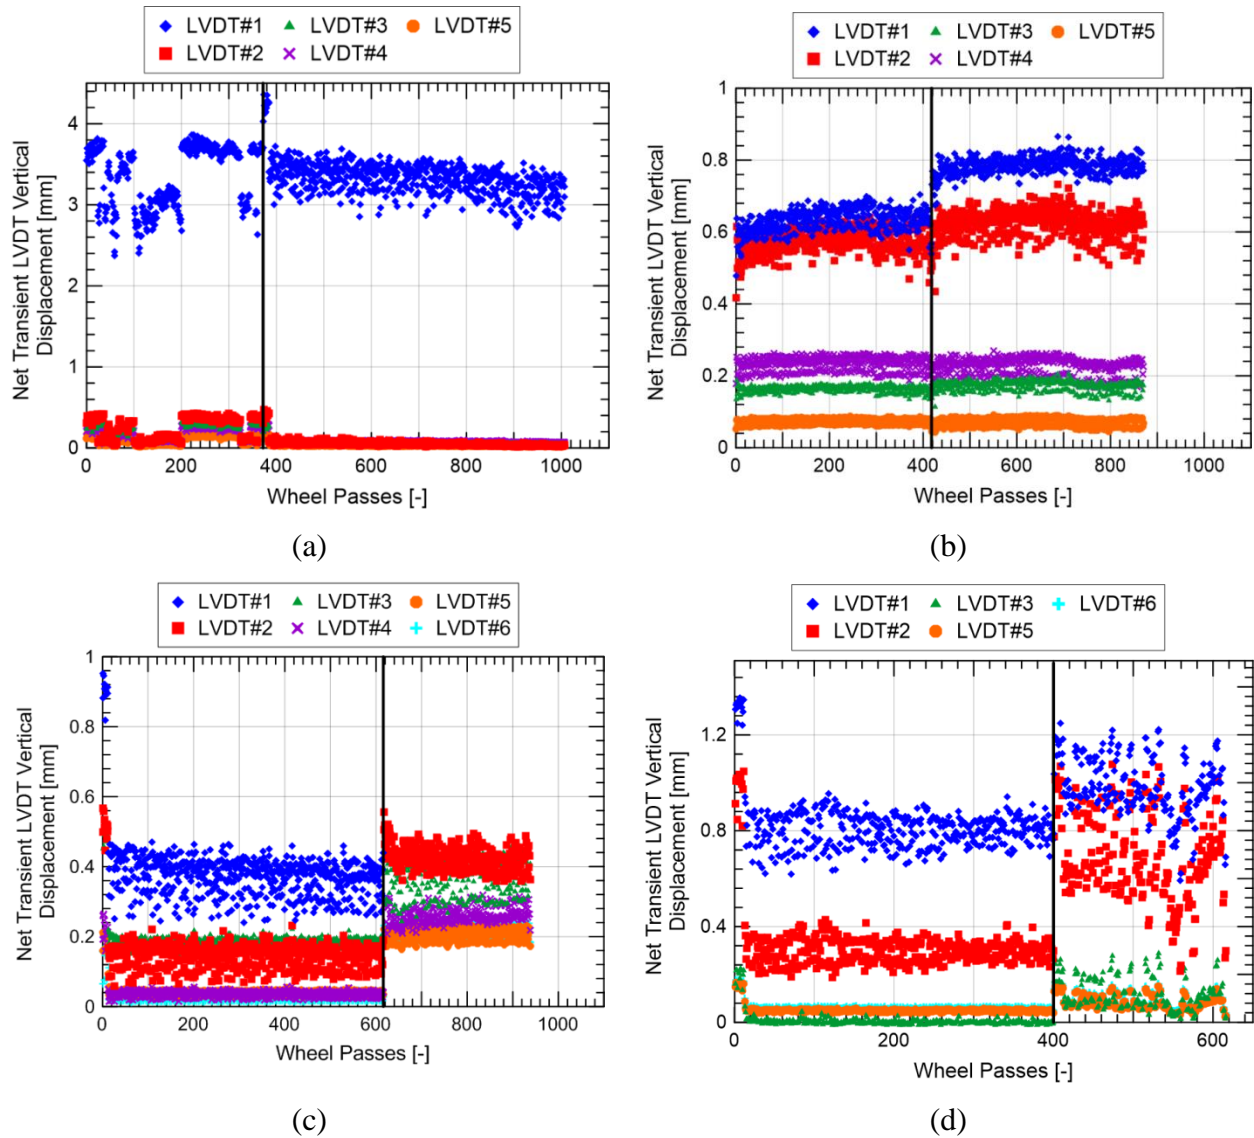 LVDT#1 LVDT#3 LVDT#5
LVDT#2 LVDT#4
Net Transient LVDT Vertical
Displacement [mm]
4
3
2
1
0
0 200 400 600 800 1000
Wheel Passes [-]
(a)
LVDT#1 LVDT#3 LVDT#5
LVDT#2 LVDT#4
Net Transient LVDT Vertical
Displacement [mm]
1
0.8
0.6
0.4
0.2
0
0 200 400 600 800 1000
Wheel Passes [-]
(b)
LVDT#1 LVDT#3 LVDT#5
LVDT#2 LVDT#4 LVDT#6
Net Transient LVDT Vertical
Displacement [mm]
1
0.8
0.6
0.4
0.2
0
0 200 400 600 800 1000
Wheel Passes [-]
(c)
LVDT#1 LVDT#3 LVDT#6
LVDT#2 LVDT#5
Net Transient LVDT Vertical
Displacement [mm]
1.2
0.8
0.4
0
0 200 400 600
Wheel Passes [-]
(d)